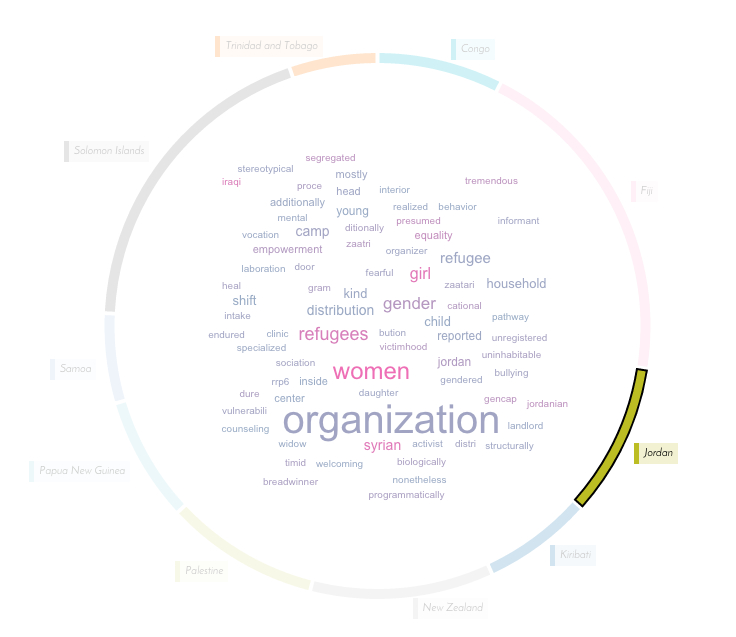 Trinidad and Tobago
Congo
Salomon Islands
segregated
stereotypical
mostly
iraqi
proce
head
interior
tremendous
Fiji
additionally
young
realized
behavior
mental
presumed
informant
vocation
camp
ditionally
equality
empowerment
zaatri
organizer
refugee
laboration
door
fearful
girl
heal
gram
kind
zaatari
household
shift
distribution
gender
cational
intake
child
pathway
endured
clinic
refugees
bution
reported
unregistered
specialized
victimhood
uninhabitable
sociation
women
jordan
bullying
Samoa
rrp6
inside
gendered
dure
center
daughter
gencap
jordanian
vulnerabili
organization
counseling
landlord
widow
syrian
activist
distri
structurally
Jordan
timid
welcoming
biologically
Papua New Guinea
breadwinner
nonetheless
programmatically
Kiribati
Palestine
New Zealand